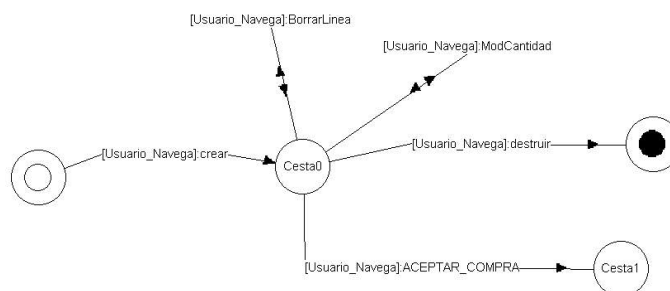 [Usuario_Navega]:BorrarLinea
[Usuario_Navega]:ModCantidad
[Usuario_Navega]:crear
Cesta0
[Usuario_Navega]:destruir
[Usuario_Navega]:ACEPTAR_COMPRA
Cesta1